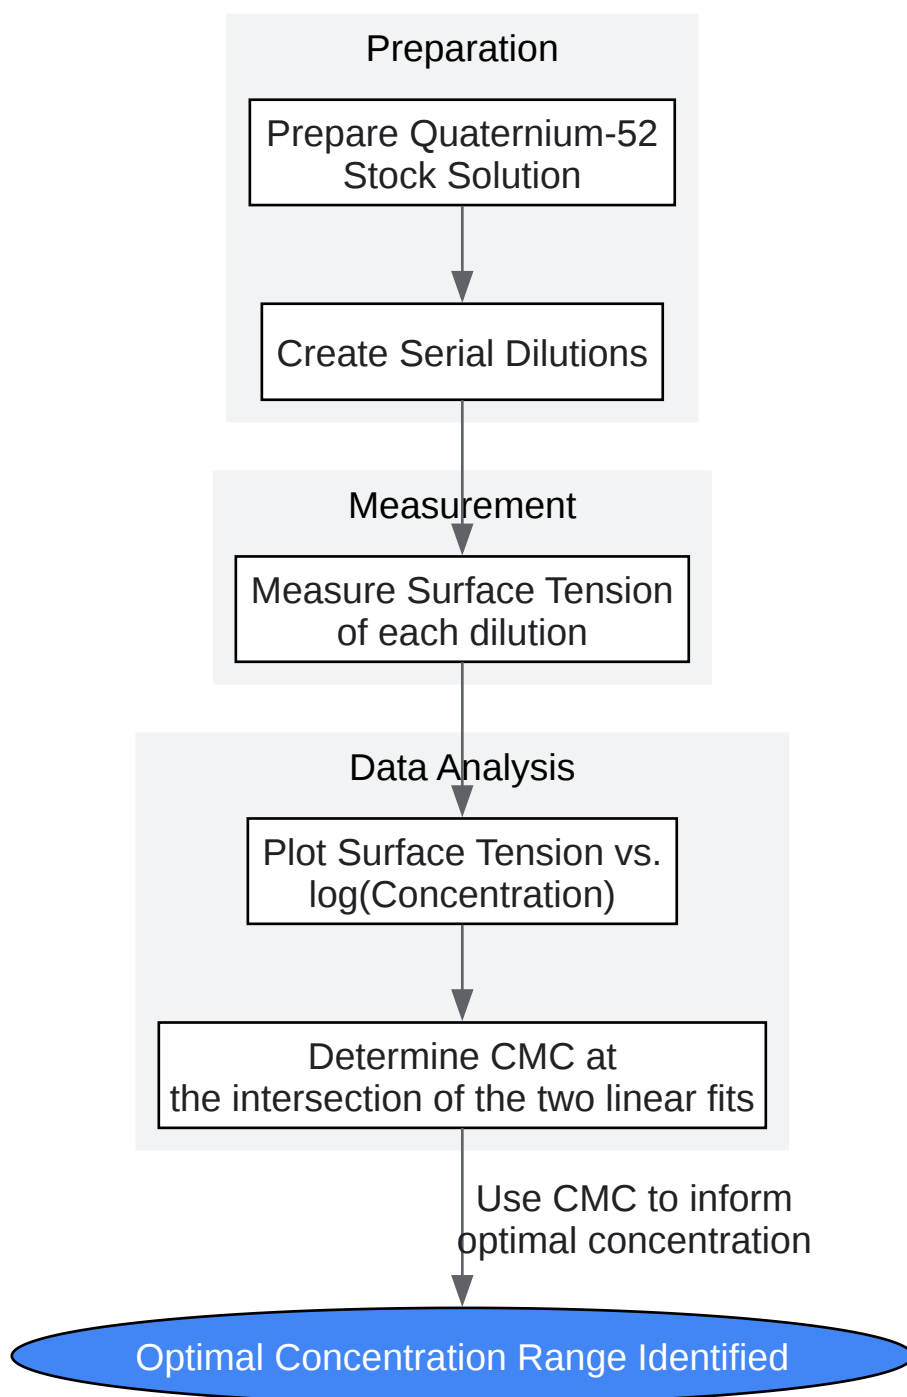 Preparation
Prepare Quaternium-52
Stock Solution
Create Serial Dilutions
Measurement
Measure Surface Tension
of each dilution
Data Analysis
Plot Surface Tension vs.
log(Concentration)
Determine CMC at
the intersection of the two linear fits
Use CMC to inform
optimal concentration
Optimal Concentration Range Identified